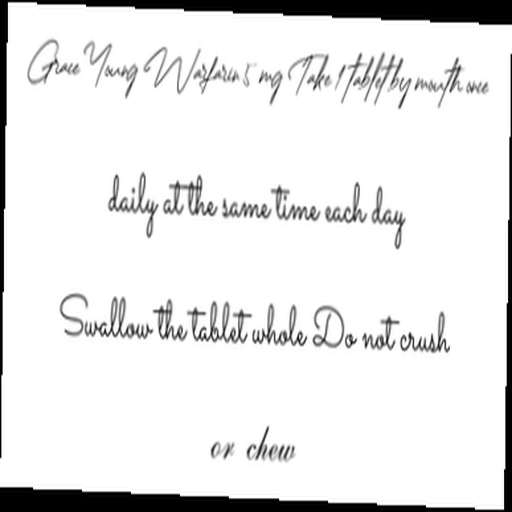 Grace Young Warfarin 5 mg Take 1 tablet by mouth once
daily at the same time each day
Swallow the tablet whole Do not crush
or chew